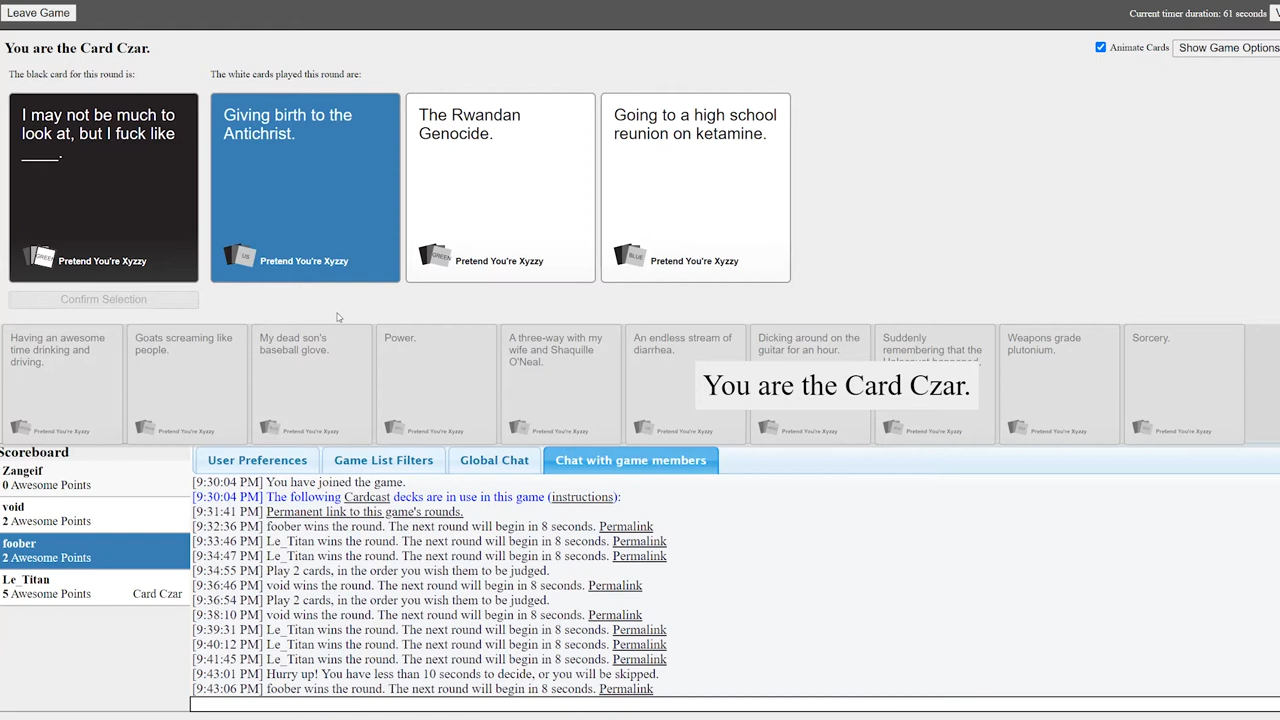 Leave Game
Current timer duration: 61 seconds
You are the Card Czar.
Animate Cards
Show Game Options
The black card for this round is:
The white cards played this round are:
I may not be much to
look at, but I fuck like
____.
GREEN
Pretend You're Xyzzy
Giving birth to the
Antichrist.
US
Pretend You're Xyzzy
The Rwandan
Genocide.
GREEN
Pretend You're Xyzzy
Going to a high school
reunion on ketamine.
BLUE
Pretend You're Xyzzy
Confirm Selection
Having an awesome
time drinking and
driving.
Pretend You're Xyzzy
Goats screaming like
people.
Pretend You're Xyzzy
My dead son's
baseball glove.
Pretend You're Xyzzy
Power.
Pretend You're Xyzzy
A three-way with my
wife and Shaquille
O'Neal.
Pretend You're Xyzzy
An endless stream of
diarrhea.
Pretend You're Xyzzy
Dicking around on the
guitar for an hour.
Pretend You're Xyzzy
Suddenly
remembering that the
Holocaust happened.
Pretend You're Xyzzy
Weapons grade
plutonium.
Pretend You're Xyzzy
Sorcery.
Pretend You're Xyzzy
You are the Card Czar.
Scoreboard
Zangeif
0 Awesome Points
void
2 Awesome Points
foober
2 Awesome Points
Le_Titan
5 Awesome Points Card Czar
User Preferences
Game List Filters
Global Chat
Chat with game members
[9:30:04 PM] You have joined the game.
[9:30:04 PM] The following Cardcast decks are in use in this game (instructions):
[9:31:41 PM] Permanent link to this game's rounds.
[9:32:36 PM] foober wins the round. The next round will begin in 8 seconds. Permalink
[9:33:46 PM] Le_Titan wins the round. The next round will begin in 8 seconds. Permalink
[9:34:47 PM] Le_Titan wins the round. The next round will begin in 8 seconds. Permalink
[9:34:55 PM] Play 2 cards, in the order you wish them to be judged.
[9:36:46 PM] void wins the round. The next round will begin in 8 seconds. Permalink
[9:36:54 PM] Play 2 cards, in the order you wish them to be judged.
[9:38:10 PM] void wins the round. The next round will begin in 8 seconds. Permalink
[9:39:31 PM] Le_Titan wins the round. The next round will begin in 8 seconds. Permalink
[9:40:12 PM] Le_Titan wins the round. The next round will begin in 8 seconds. Permalink
[9:41:45 PM] Le_Titan wins the round. The next round will begin in 8 seconds. Permalink
[9:43:01 PM] Hurry up! You have less than 10 seconds to decide, or you will be skipped.
[9:43:06 PM] foober wins the round. The next round will begin in 8 seconds. Permalink